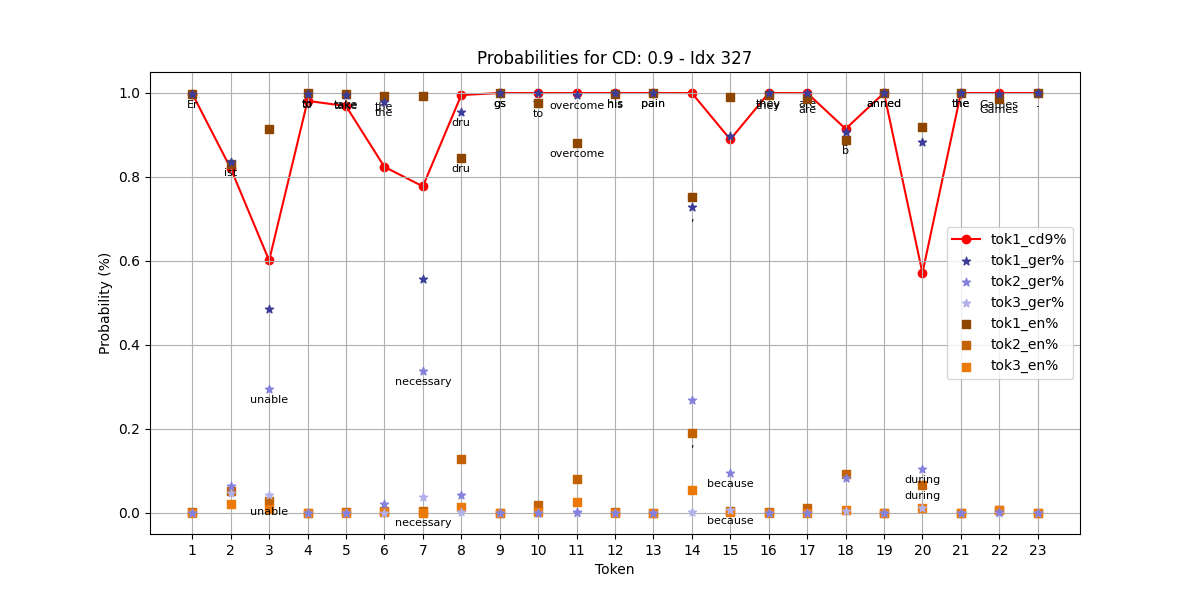 Probabilities for CD: 0.9 - Idx 327
Probability (%)
1.0
0.8
0.6
0.4
0.2
0.0
Er
ist
unable
unable
to
take
the
the
necessary
necessary
dru
dru
gs
to
overcome
overcome
his
pain
,
,
because
because
they
are
are
b
anned
during
during
the
Games
Games
.
tok1_cd9%
tok1_ger%
tok2_ger%
tok3_ger%
tok1_en%
tok2_en%
tok3_en%
1 2 3 4 5 6 7 8 9 10 11 12 13 14 15 16 17 18 19 20 21 22 23
Token